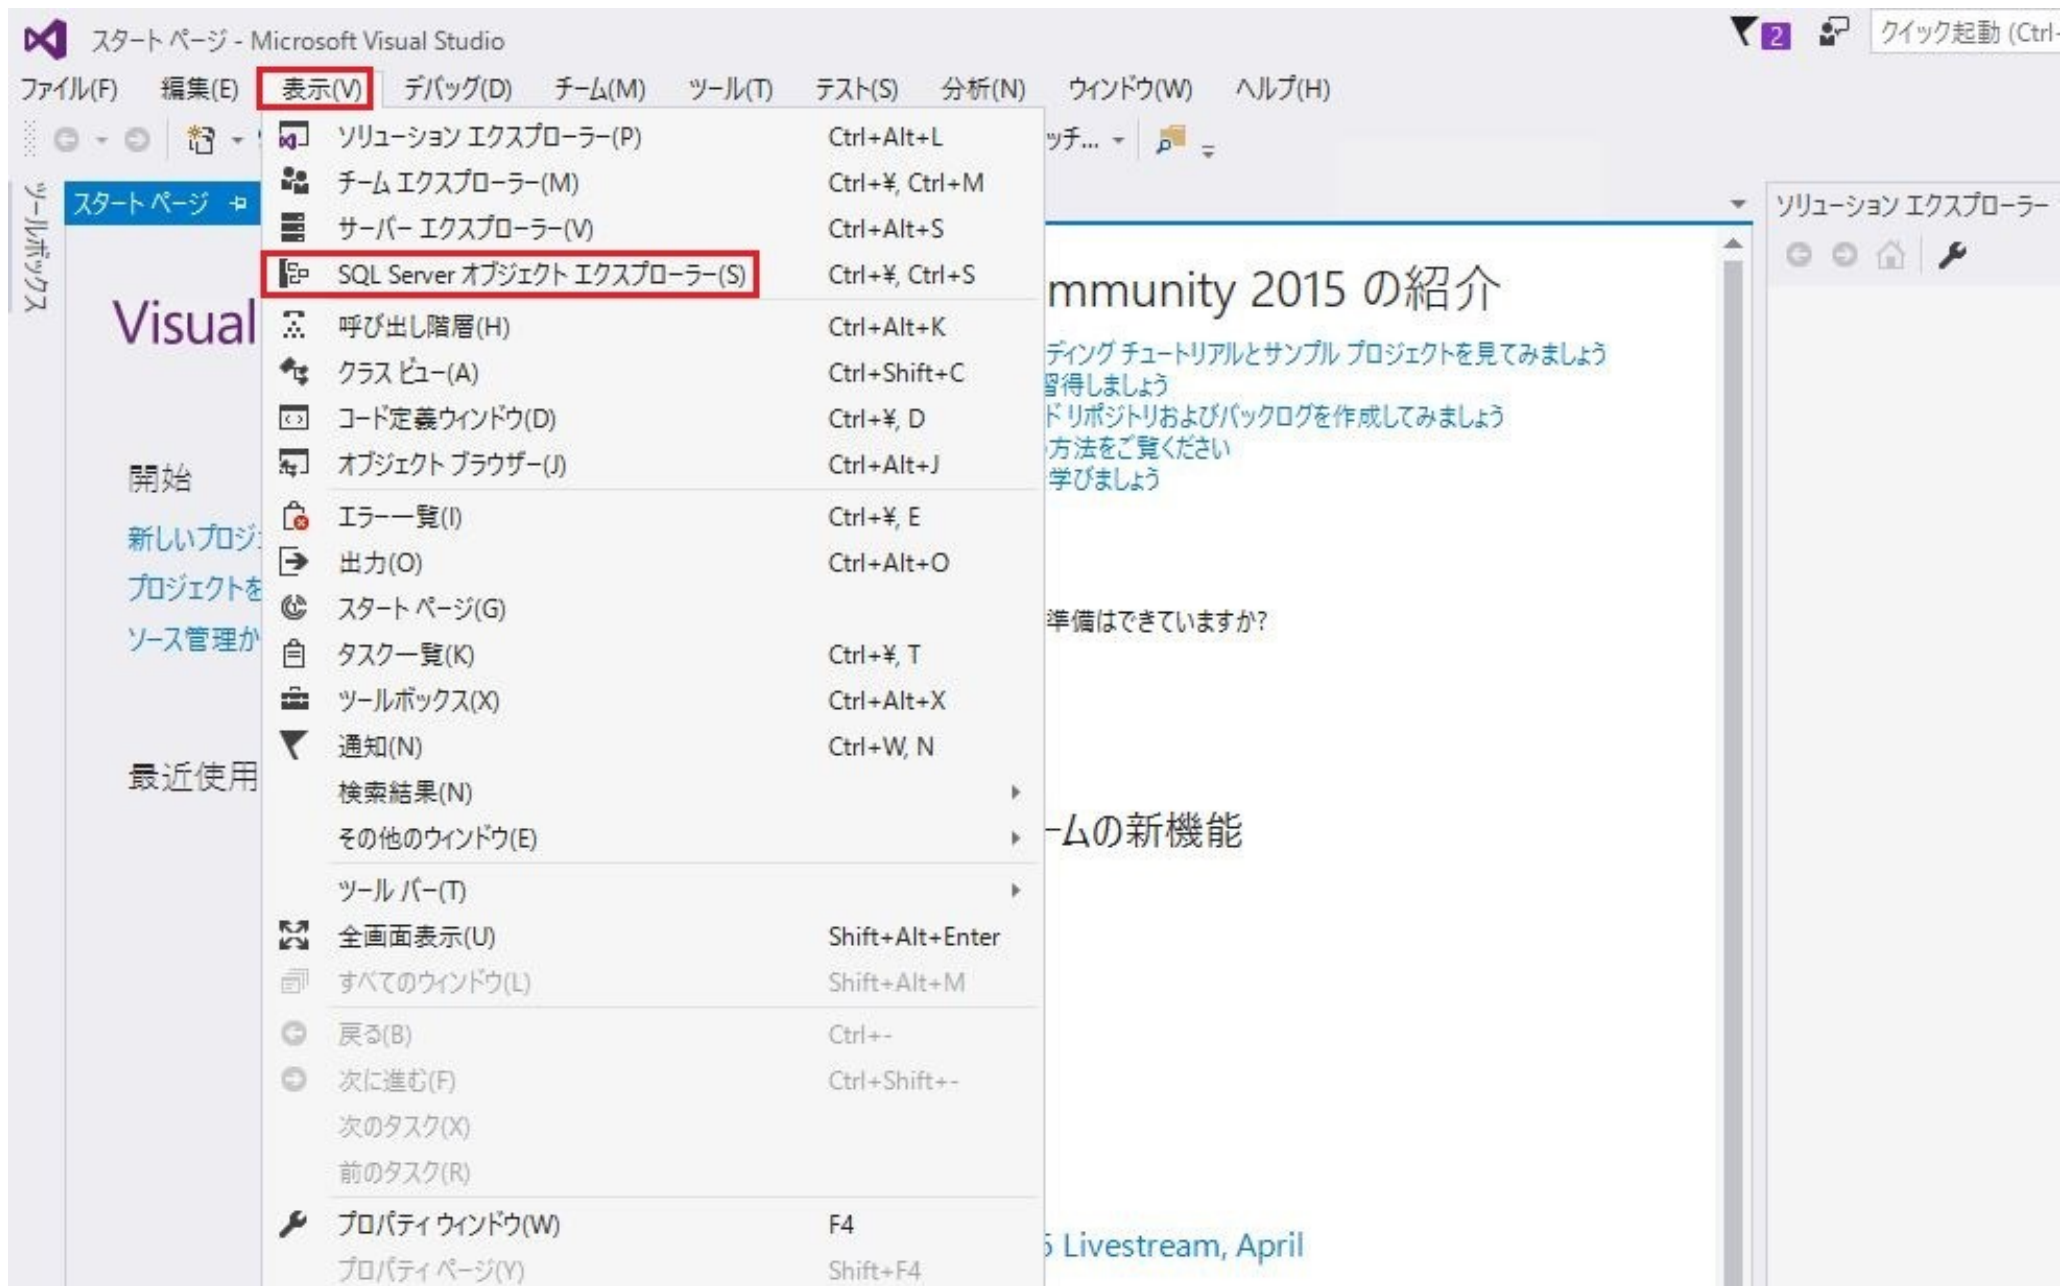 スタート ページ - Microsoft Visual Studio
2
クイック起動 (Ctrl+
ファイル(F) 編集(E) 表示(V) デバッグ(D) チーム(M) ツール(T) テスト(S) 分析(N) ウィンドウ(W) ヘルプ(H)
ッチ...
ツールボックス
スタート ページ
ソリューション エクスプローラー(P) Ctrl+Alt+L
チーム エクスプローラー(M) Ctrl+¥, Ctrl+M
サーバー エクスプローラー(V) Ctrl+Alt+S
SQL Server オブジェクト エクスプローラー(S) Ctrl+¥, Ctrl+S
呼び出し階層(H) Ctrl+Alt+K
クラス ビュー(A) Ctrl+Shift+C
コード定義ウィンドウ(D) Ctrl+¥, D
オブジェクト ブラウザー(J) Ctrl+Alt+J
エラー一覧(I) Ctrl+¥, E
出力(O) Ctrl+Alt+O
スタート ページ(G)
タスク一覧(K) Ctrl+¥, T
ツールボックス(X) Ctrl+Alt+X
通知(N) Ctrl+W, N
検索結果(N)
その他のウィンドウ(E)
ツール バー(T)
全画面表示(U) Shift+Alt+Enter
すべてのウィンドウ(L) Shift+Alt+M
戻る(B) Ctrl+-
次に進む(F) Ctrl+Shift+-
次のタスク(X)
前のタスク(R)
プロパティ ウィンドウ(W) F4
プロパティ ページ(Y) Shift+F4
Visual
開始
新しいプロジ
プロジェクトを
ソース管理か
最近使用
mmunity 2015 の紹介
ディング チュートリアルとサンプル プロジェクトを見てみましょう
習得しましょう
ド リポジトリおよびバックログを作成してみましょう
方法をご覧ください
学びましょう
準備はできていますか?
ームの新機能
Livestream, April
ソリューション エクスプローラー